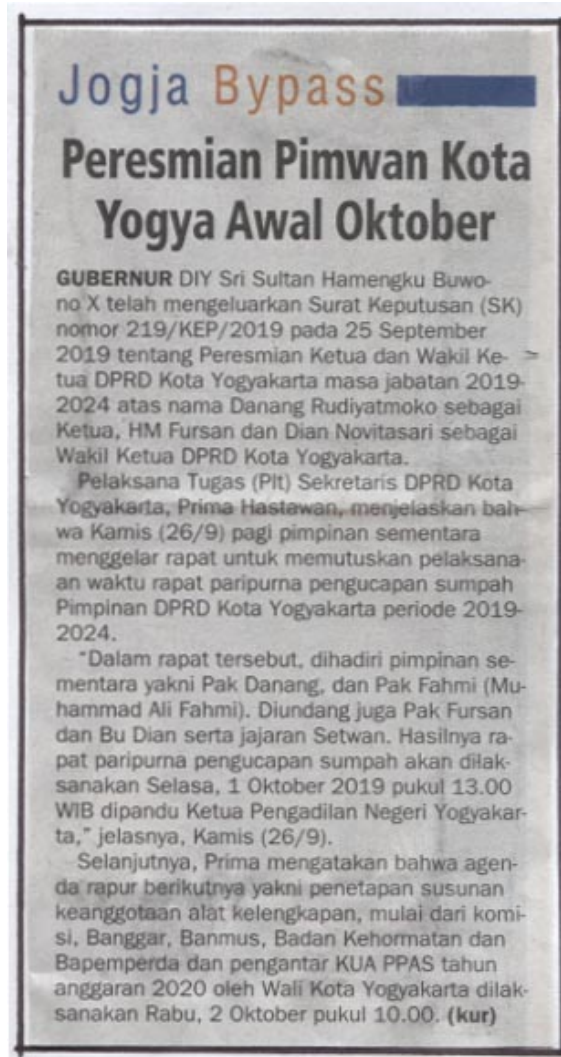 Jogja Bypass
Peresmian Pimwan Kota
Yogya Awal Oktober
GUBERNUR DIY Sri Sultan Hamengku Buwo-
no X telah mengeluarkan Surat Keputusan (SK)
nomor 219/KEP/2019 pada 25 September
2019 tentang Peresmian Ketua dan Wakil Ke-
tua DPRD Kota Yogyakarta masa jabatan 2019-
2024 atas nama Danang Rudiyatmoko sebagai
Ketua, HM Fursan dan Dian Novitasari sebagai
Wakil Ketua DPRD Kota Yogyakarta.
Pelaksana Tugas (Plt) Sekretaris DPRD Kota
Yogyakarta, Prima Hastawan, menjelaskan bah-
wa Kamis (26/9) pagi pimpinan sementara
menggelar rapat untuk memutuskan pelaksana-
an waktu rapat paripurna pengucapan sumpah
Pimpinan DPRD Kota Yogyakarta periode 2019-
2024.
"Dalam rapat tersebut, dihadiri pimpinan se-
mentara yakni Pak Danang, dan Pak Fahmi (Mu-
hammad Ali Fahmi). Diundang juga Pak Fursan
dan Bu Dian serta jajaran Setwan. Hasilnya ra-
pat paripurna pengucapan sumpah akan dilak-
sanakan Selasa, 1 Oktober 2019 pukul 13.00
WIB dipandu Ketua Pengadilan Negeri Yogyakar-
ta," jelasnya, Kamis (26/9).
Selanjutnya, Prima mengatakan bahwa agen-
da rapur berikutnya yakni penetapan susunan
keanggotaan alat kelengkapan, mulai dari komi-
si, Banggar, Banmus, Badan Kehormatan dan
Bapemperda dan pengantar KUA PPAS tahun
anggaran 2020 oleh Wali Kota Yogyakarta dilak-
sanakan Rabu, 2 Oktober pukul 10.00. (kur)